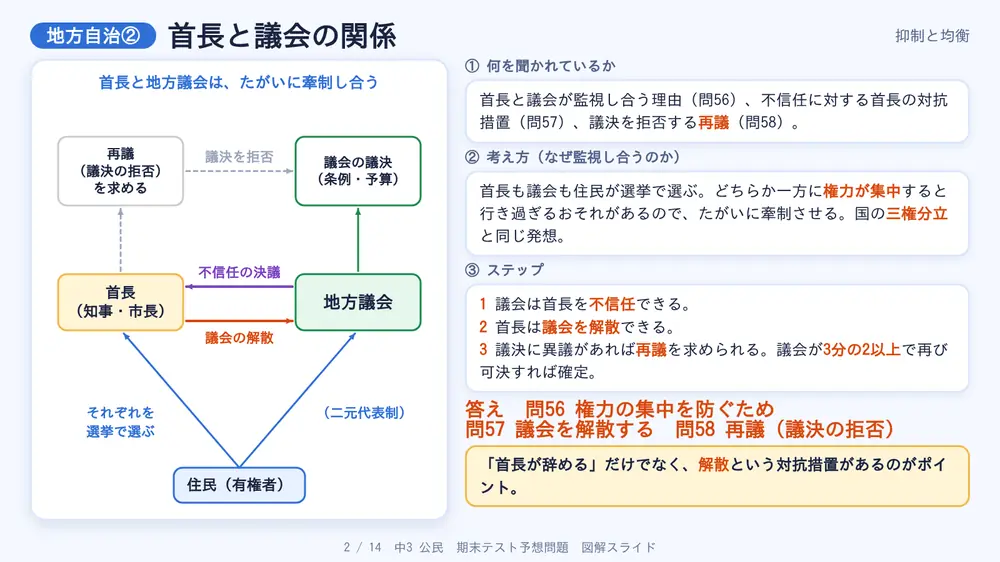 地方自治② 首長と議会の関係
抑制と均衡
首長と地方議会は、たがいに牽制し合う
再議
（議決の拒否）
を求める
議決を拒否
議会の議決
（条例・予算）
不信任の決議
首長
（知事・市長）
地方議会
議会の解散
それぞれを
選挙で選ぶ
（二元代表制）
住民（有権者）
① 何を聞かれているか
首長と議会が監視し合う理由（問56）、不信任に対する首長の対抗
措置（問57）、議決を拒否する再議（問58）。
② 考え方（なぜ監視し合うのか）
首長も議会も住民が選挙で選ぶ。どちらか一方に権力が集中すると
行き過ぎるおそれがあるので、たがいに牽制させる。国の三権分立
と同じ発想。
③ ステップ
1 議会は首長を不信任できる。
2 首長は議会を解散できる。
3 議決に異議があれば再議を求められる。議会が3分の2以上で再び
可決すれば確定。
答え 問56 権力の集中を防ぐため
問57 議会を解散する 問58 再議（議決の拒否）
「首長が辞める」だけでなく、解散という対抗措置があるのがポイ
ント。
2 / 14 中3 公民 期末テスト予想問題 図解スライド